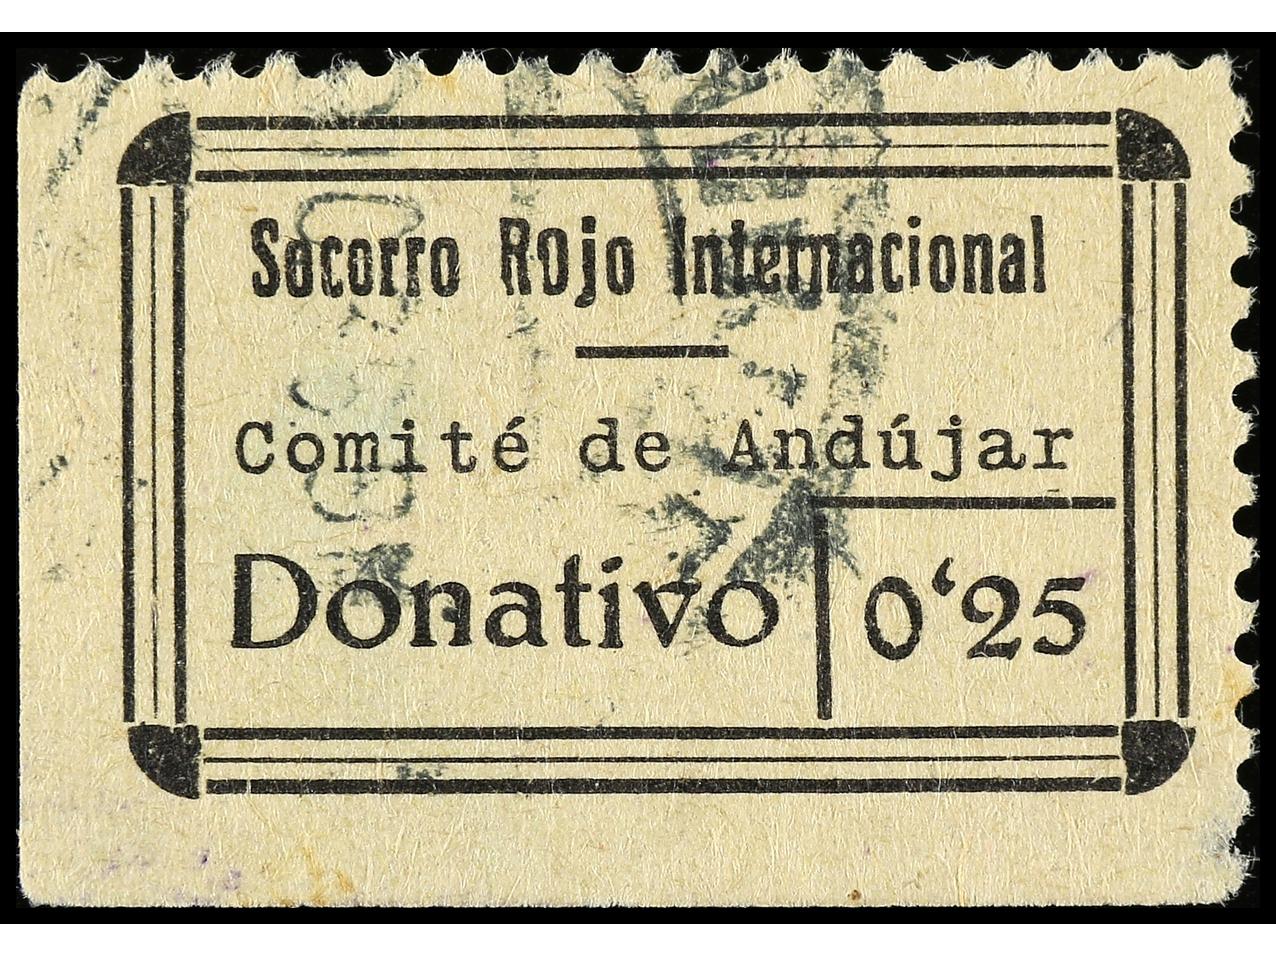 Socorro Rojo Internacional
Comité de Andújar
Donativo 0'25